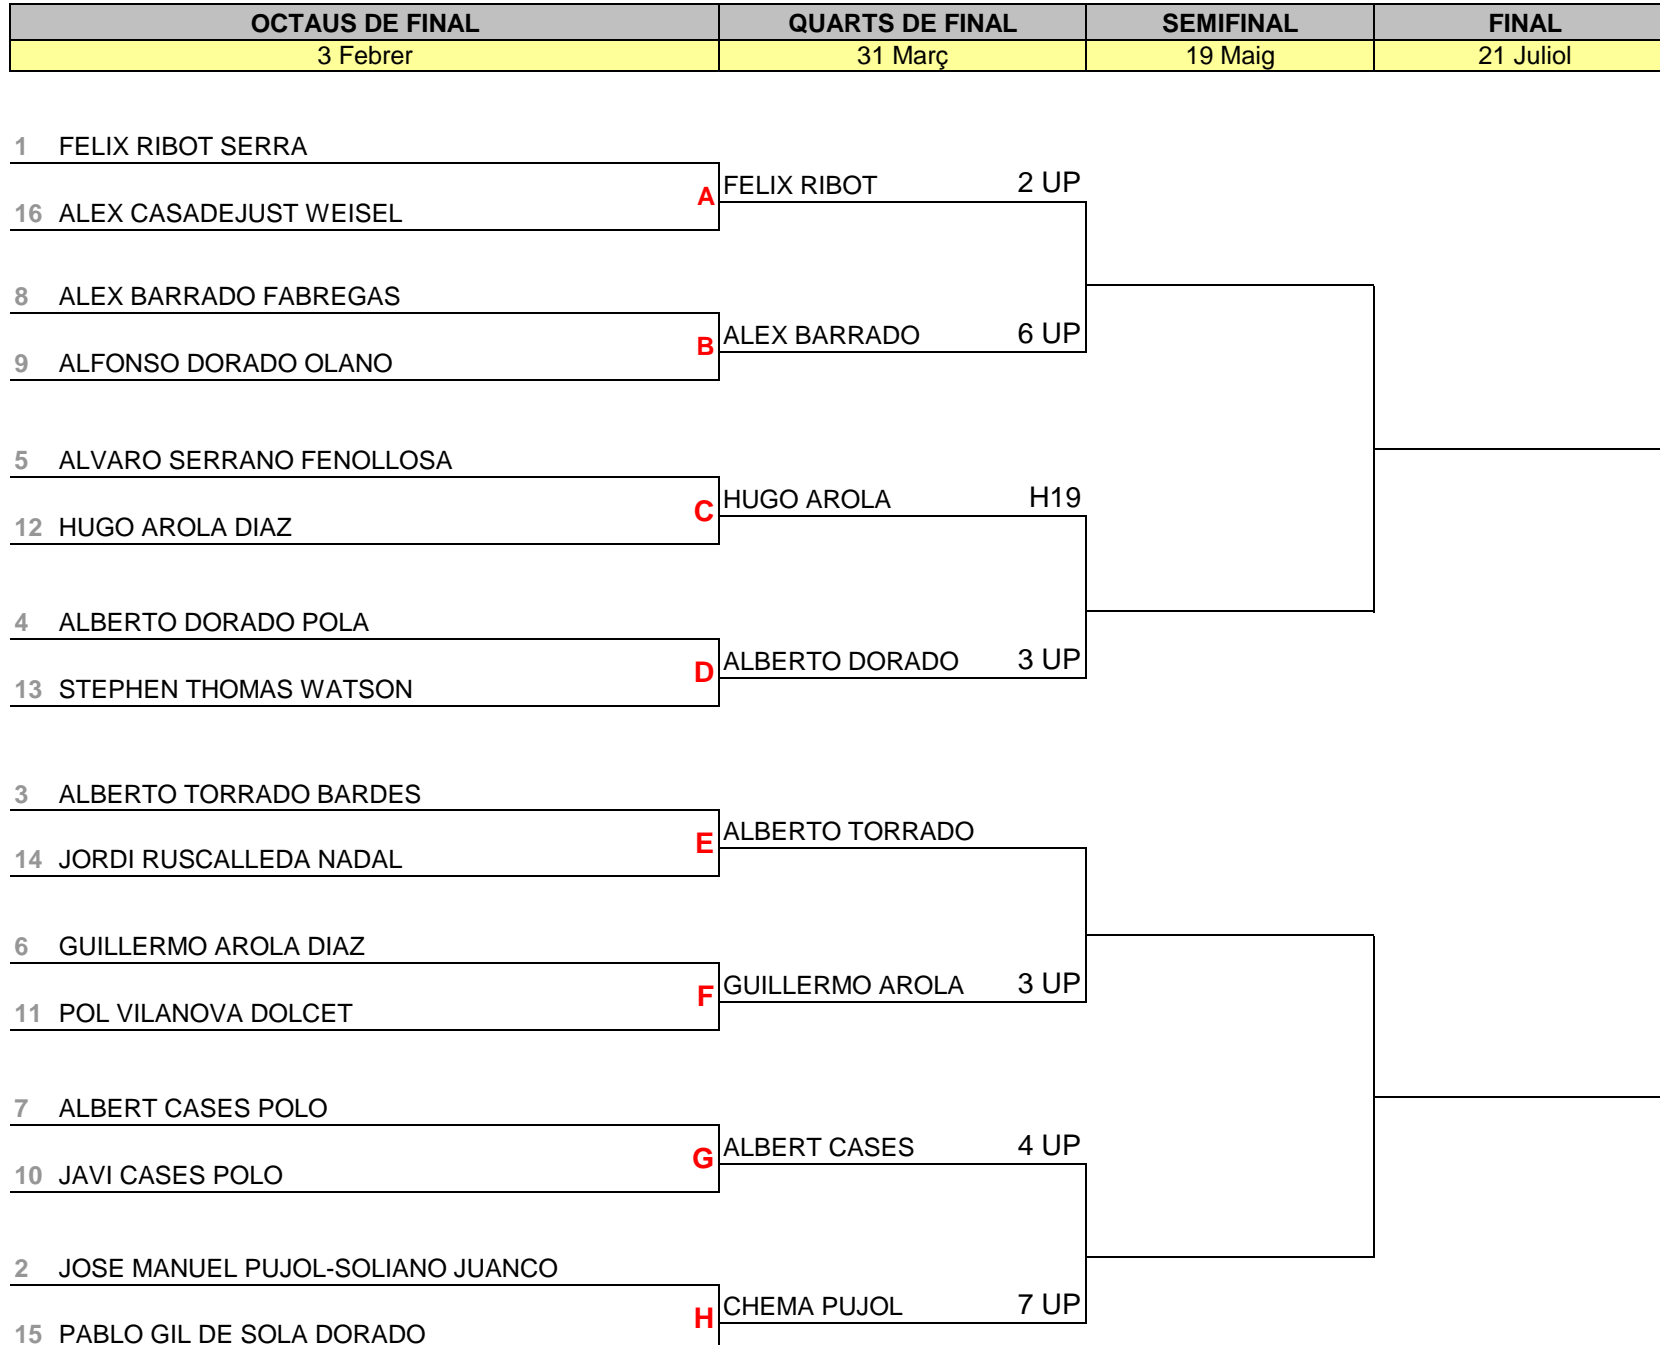 OCTAUS DE FINAL QUARTS DE FINAL SEMIFINAL FINAL
3 Febrer 31 Març 19 Maig 21 Juliol
1 FELIX RIBOT SERRA
A FELIX RIBOT 2 UP
16 ALEX CASADEJUST WEISEL
8 ALEX BARRADO FABREGAS
B ALEX BARRADO 6 UP
9 ALFONSO DORADO OLANO
5 ALVARO SERRANO FENOLLOSA
C HUGO AROLA H19
12 HUGO AROLA DIAZ
4 ALBERTO DORADO POLA
D ALBERTO DORADO 3 UP
13 STEPHEN THOMAS WATSON
3 ALBERTO TORRADO BARDES
E ALBERTO TORRADO
14 JORDI RUSCALLEDA NADAL
6 GUILLERMO AROLA DIAZ
F GUILLERMO AROLA 3 UP
11 POL VILANOVA DOLCET
7 ALBERT CASES POLO
G ALBERT CASES 4 UP
10 JAVI CASES POLO
2 JOSE MANUEL PUJOL-SOLIANO JUANCO
H CHEMA PUJOL 7 UP
15 PABLO GIL DE SOLA DORADO